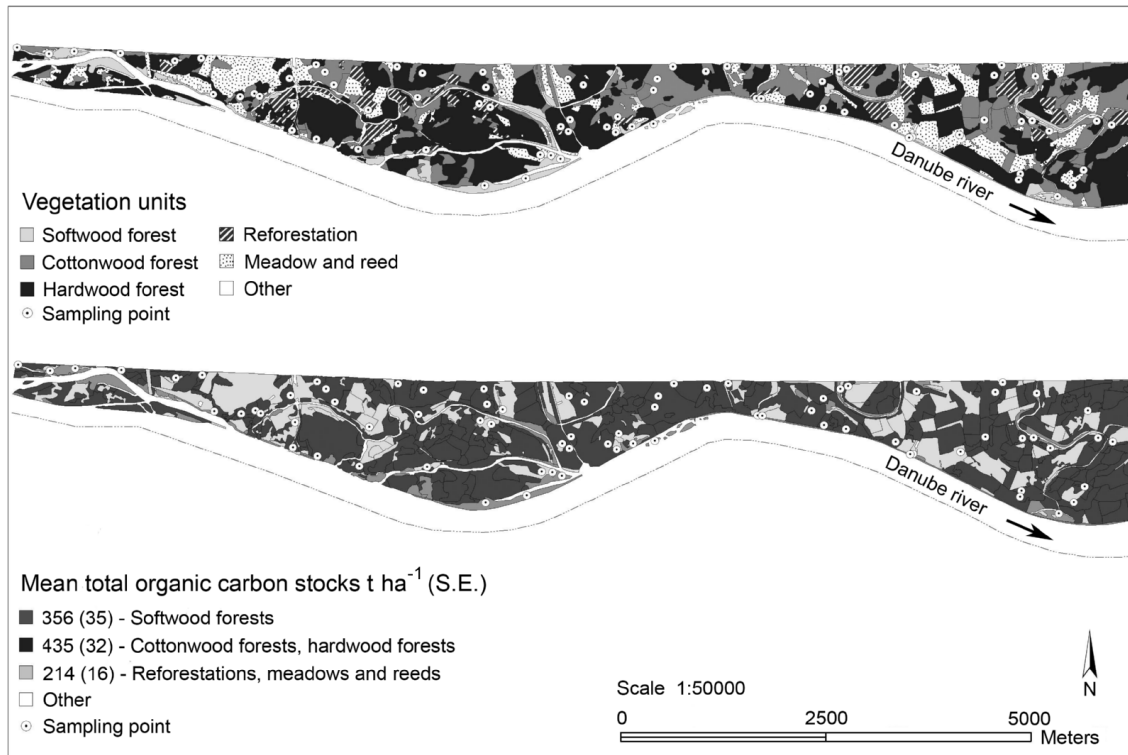 Danube river
Vegetation units
Softwood forest
Reforestation
Cottonwood forest
Meadow and reed
Hardwood forest
Other
Sampling point
Danube river
Mean total organic carbon stocks t ha⁻¹ (S.E.)
356 (35) - Softwood forests
435 (32) - Cottonwood forests, hardwood forests
214 (16) - Reforestations, meadows and reeds
Other
Sampling point
Scale 1:50000
N
0 2500 5000
Meters